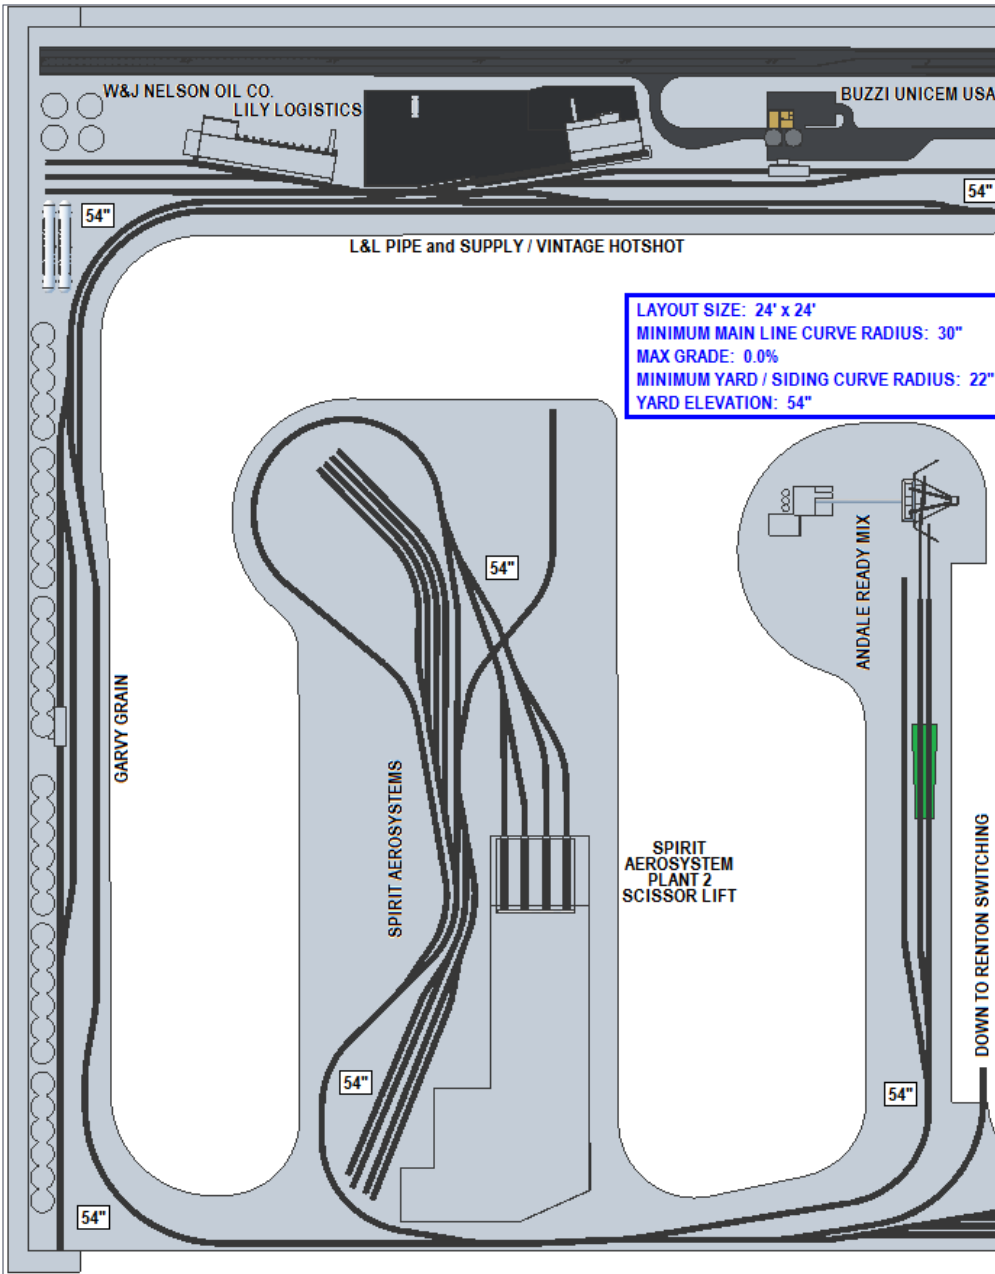 W&J NELSON OIL CO.
LILY LOGISTICS
BUZZI UNICEM USA
54"
54"
L&L PIPE and SUPPLY / VINTAGE HOTSHOT
LAYOUT SIZE: 24' x 24'
MINIMUM MAIN LINE CURVE RADIUS: 30"
MAX GRADE: 0.0%
MINIMUM YARD / SIDING CURVE RADIUS: 22"
YARD ELEVATION: 54"
54"
ANDALE READY MIX
GARVY GRAIN
SPIRIT AEROSYSTEMS
SPIRIT
AEROSYSTEM
PLANT 2
SCISSOR LIFT
DOWN TO RENTON SWITCHING
54"
54"
54"